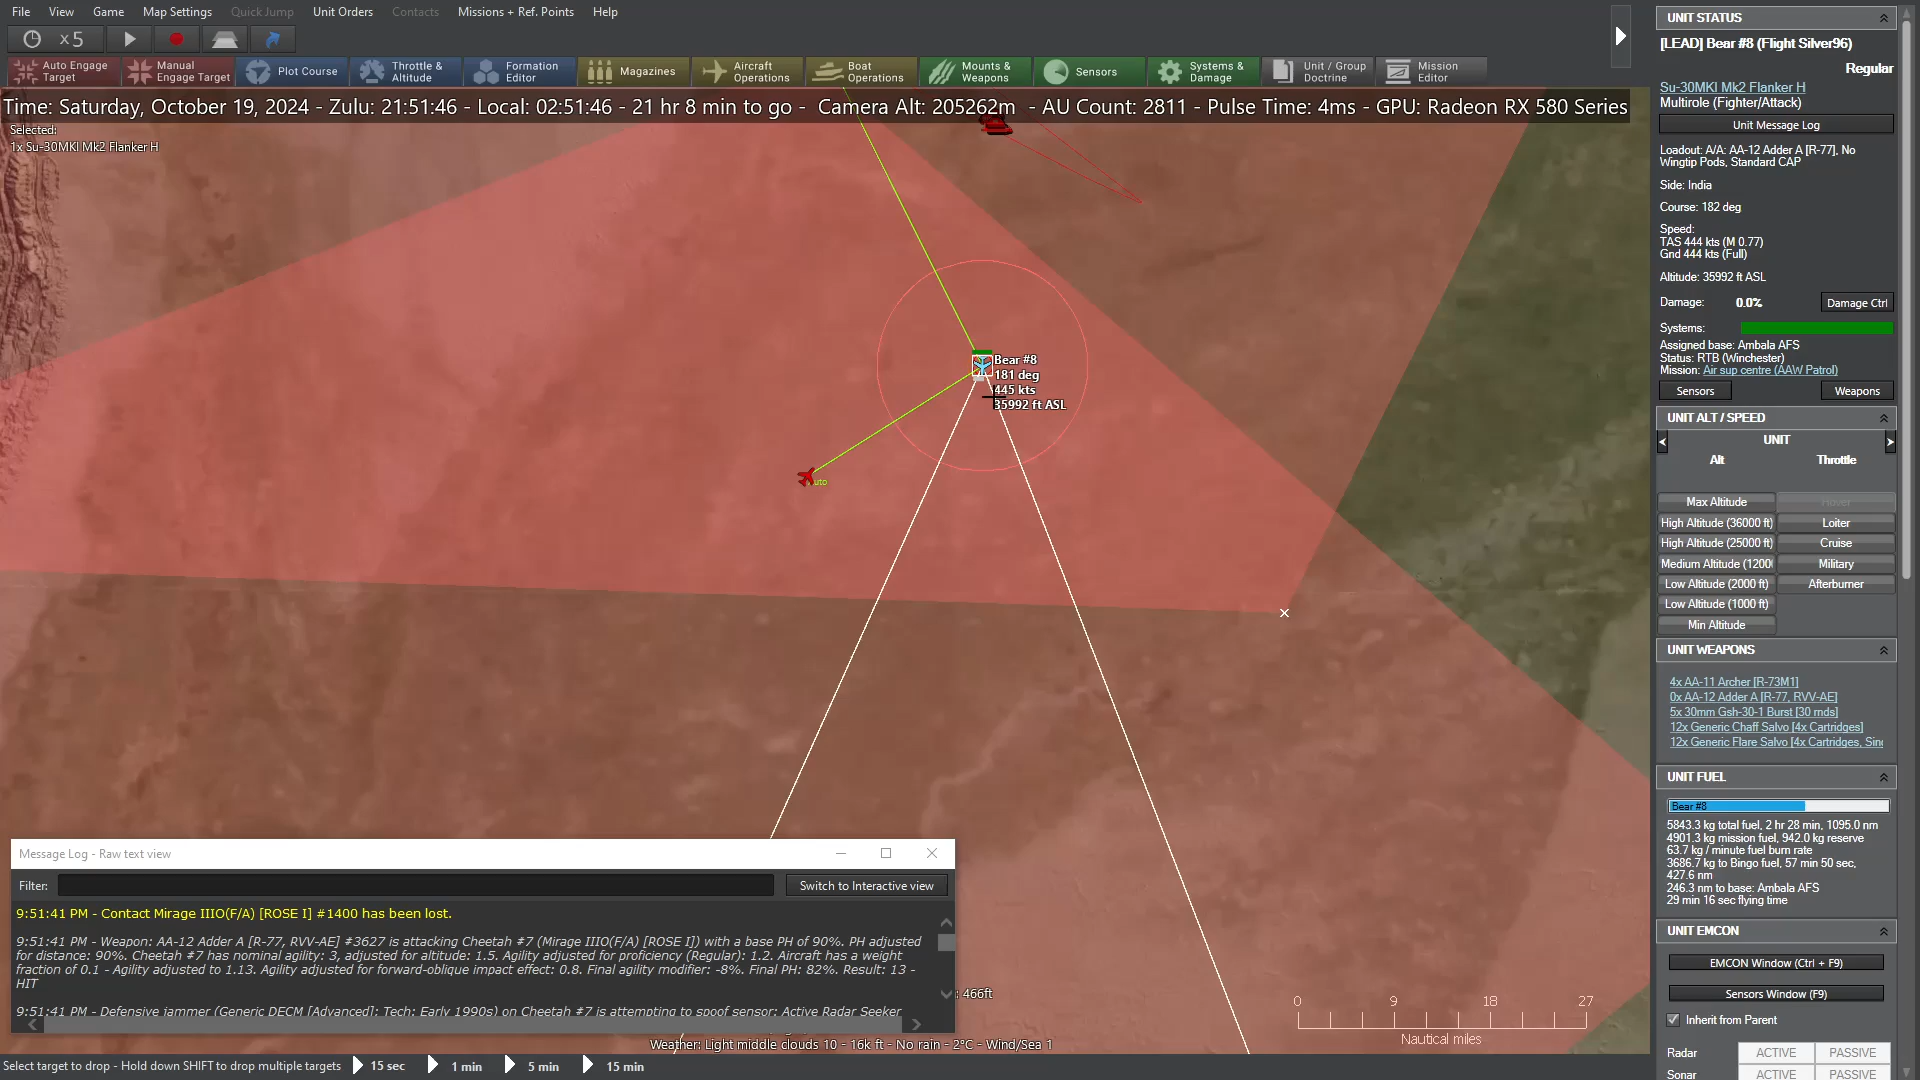 File View Game Map Settings Quick Jump Unit Orders Contacts Missions + Ref. Points Help
x 5
Auto Engage Target
Manual Engage Target
Plot Course
Throttle & Altitude
Formation Editor
Magazines
Aircraft Operations
Boat Operations
Mounts & Weapons
Sensors
Systems & Damage
Unit / Group Doctrine
Mission Editor
Time: Saturday, October 19, 2024 - Zulu: 21:51:46 - Local: 02:51:46 - 21 hr 8 min to go - Camera Alt: 205262m - AU Count: 2811 - Pulse Time: 4ms - GPU: Radeon RX 580 Series
Selected:
1x Su-30MKI Mk2 Flanker H
Bear #8
181 deg
445 kts
35992 ft ASL
Message Log - Raw text view
Filter:
Switch to Interactive view
9:51:41 PM - Contact Mirage IIIO(F/A) [ROSE I] #1400 has been lost.
9:51:41 PM - Weapon: AA-12 Adder A [R-77, RVV-AE] #3627 is attacking Cheetah #7 (Mirage IIIO(F/A) [ROSE I]) with a base PH of 90%. PH adjusted
for distance: 90%. Cheetah #7 has nominal agility: 3, adjusted for altitude: 1.5. Agility adjusted for proficiency (Regular): 1.2. Aircraft has a weight
fraction of 0.1 - Agility adjusted to 1.13. Agility adjusted for forward-oblique impact effect: 0.8. Final agility modifier: -8%. Final PH: 82%. Result: 13 -
HIT
9:51:41 PM - Defensive jammer (Generic DECM [Advanced]; Tech: Early 1990s) on Cheetah #7 is attempting to spoof sensor: Active Radar Seeker
: 466ft
0 9 18 27
Nautical miles
Weather: Light middle clouds 10 - 16k ft - No rain - 2°C - Wind/Sea 1
Select target to drop - Hold down SHIFT to drop multiple targets 15 sec 1 min 5 min 15 min
UNIT STATUS
[LEAD] Bear #8 (Flight Silver96)
Regular
Su-30MKI Mk2 Flanker H
Multirole (Fighter/Attack)
Unit Message Log
Loadout: A/A: AA-12 Adder A [R-77], No
Wingtip Pods, Standard CAP
Side: India
Course: 182 deg
Speed:
TAS 444 kts (M 0.77)
Gnd 444 kts (Full)
Altitude: 35992 ft ASL
Damage: 0.0% Damage Ctrl
Systems:
Assigned base: Ambala AFS
Status: RTB (Winchester)
Mission: Air sup centre (AAW Patrol)
Sensors Weapons
UNIT ALT / SPEED
UNIT
Alt Throttle
Max Altitude Hover
High Altitude (36000 ft) Loiter
High Altitude (25000 ft) Cruise
Medium Altitude (1200 Military
Low Altitude (2000 ft) Afterburner
Low Altitude (1000 ft)
Min Altitude
UNIT WEAPONS
4x AA-11 Archer [R-73M1]
0x AA-12 Adder A [R-77, RVV-AE]
5x 30mm Gsh-30-1 Burst [30 rnds]
12x Generic Chaff Salvo [4x Cartridges]
12x Generic Flare Salvo [4x Cartridges, Sin
UNIT FUEL
Bear #8
5843.3 kg total fuel, 2 hr 28 min, 1095.0 nm
4901.3 kg mission fuel, 942.0 kg reserve
63.7 kg / minute fuel burn rate
3686.7 kg to Bingo fuel, 57 min 50 sec,
427.6 nm
246.3 nm to base: Ambala AFS
29 min 16 sec flying time
UNIT EMCON
EMCON Window (Ctrl + F9)
Sensors Window (F9)
Inherit from Parent
Radar ACTIVE PASSIVE
Sonar ACTIVE PASSIVE